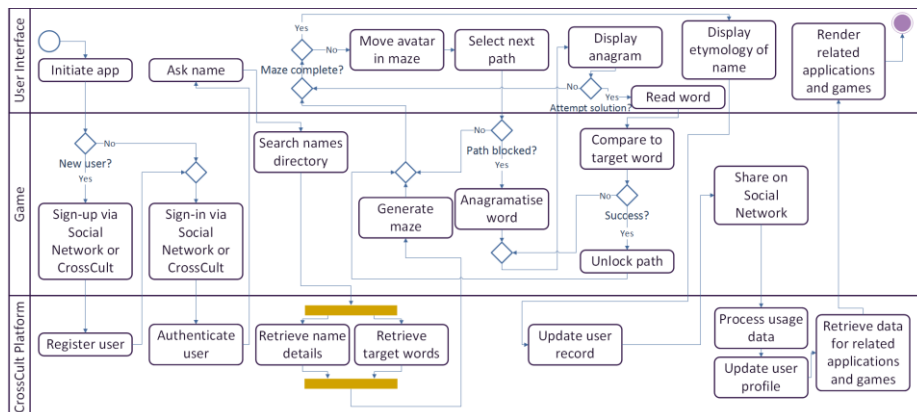 User Interface
Initiate app
Ask name
Yes
No
Maze complete?
Move avatar
in maze
Select next
path
Display
anagram
No
Yes
Attempt solution?
Read word
Display
etymology of
name
Render
related
applications
and games
Game
New user?
No
Yes
Sign-up via
Social
Network or
CrossCult
Sign-in via
Social
Network or
CrossCult
Search names
directory
Generate
maze
No
Path blocked?
Yes
Anagramatise
word
Compare to
target word
No
Success?
Yes
Unlock path
Share on
Social
Network
CrossCult Platform
Register user
Authenticate
user
Retrieve name
details
Retrieve
target words
Update user
record
Process usage
data
Update user
profile
Retrieve data
for related
applications
and games